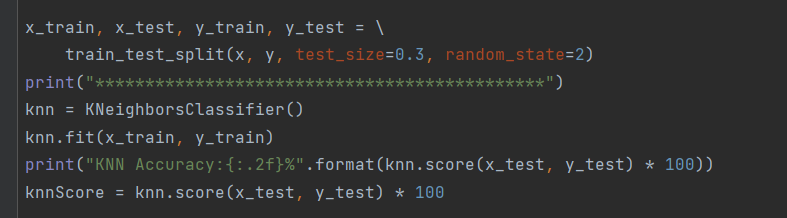 x_train, x_test, y_train, y_test = \
    train_test_split(x, y, test_size=0.3, random_state=2)
print("*********************************************")
knn = KNeighborsClassifier()
knn.fit(x_train, y_train)
print("KNN Accuracy:{:.2f}%".format(knn.score(x_test, y_test) * 100))
knnScore = knn.score(x_test, y_test) * 100